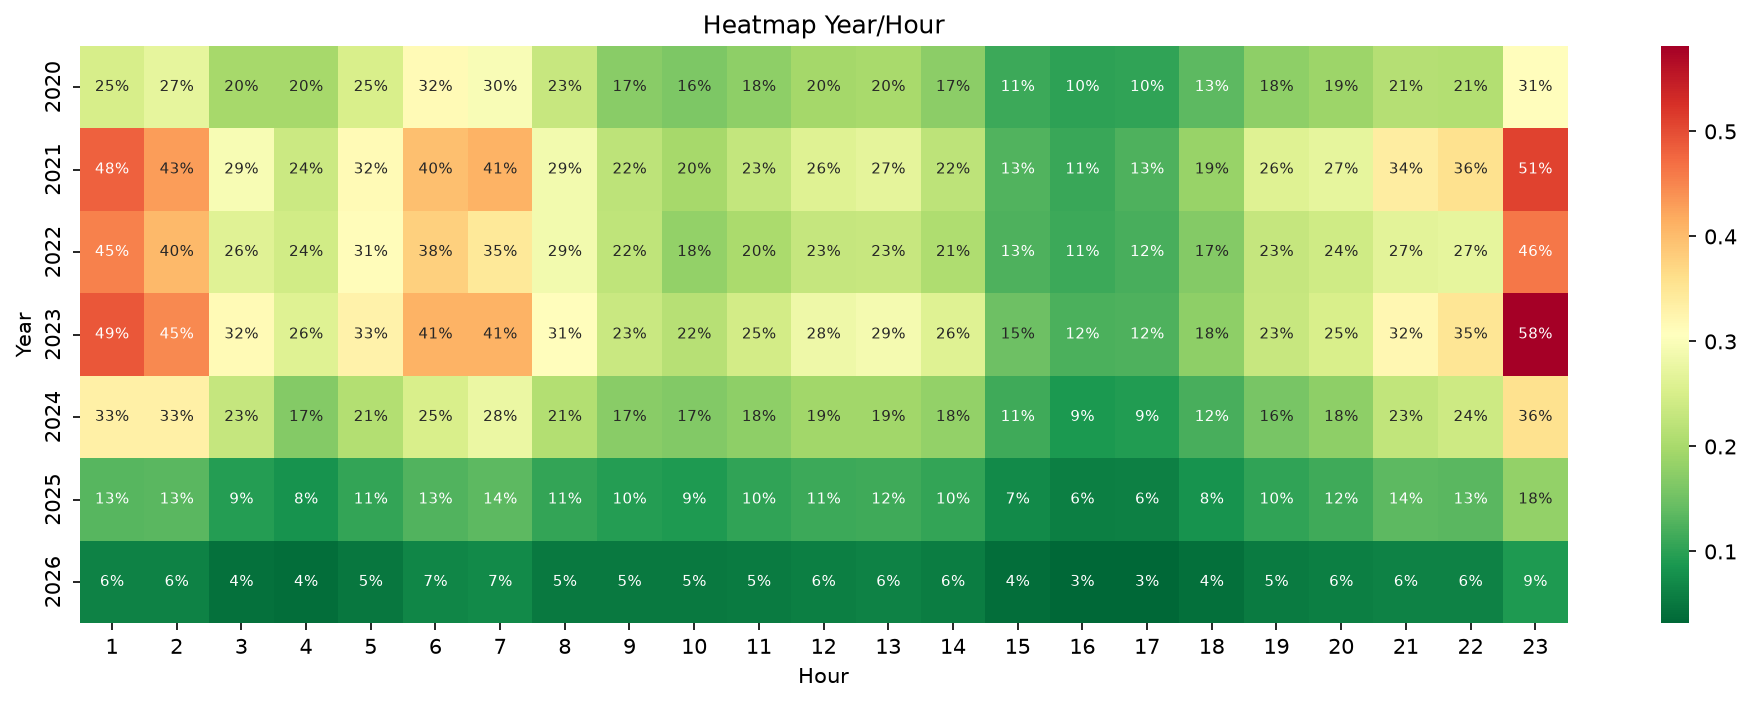 Heatmap Year/Hour
2020 25% 27% 20% 20% 25% 32% 30% 23% 17% 16% 18% 20% 20% 17% 11% 10% 10% 13% 18% 19% 21% 21% 31%
2021 48% 43% 29% 24% 32% 40% 41% 29% 22% 20% 23% 26% 27% 22% 13% 11% 13% 19% 26% 27% 34% 36% 51%
2022 45% 40% 26% 24% 31% 38% 35% 29% 22% 18% 20% 23% 23% 21% 13% 11% 12% 17% 23% 24% 27% 27% 46%
2023 49% 45% 32% 26% 33% 41% 41% 31% 23% 22% 25% 28% 29% 26% 15% 12% 12% 18% 23% 25% 32% 35% 58%
2024 33% 33% 23% 17% 21% 25% 28% 21% 17% 17% 18% 19% 19% 18% 11% 9% 9% 12% 16% 18% 23% 24% 36%
2025 13% 13% 9% 8% 11% 13% 14% 11% 10% 9% 10% 11% 12% 10% 7% 6% 6% 8% 10% 12% 14% 13% 18%
2026 6% 6% 4% 4% 5% 7% 7% 5% 5% 5% 5% 6% 6% 6% 4% 3% 3% 4% 5% 6% 6% 6% 9%
1 2 3 4 5 6 7 8 9 10 11 12 13 14 15 16 17 18 19 20 21 22 23
Hour
Year
0.5
0.4
0.3
0.2
0.1